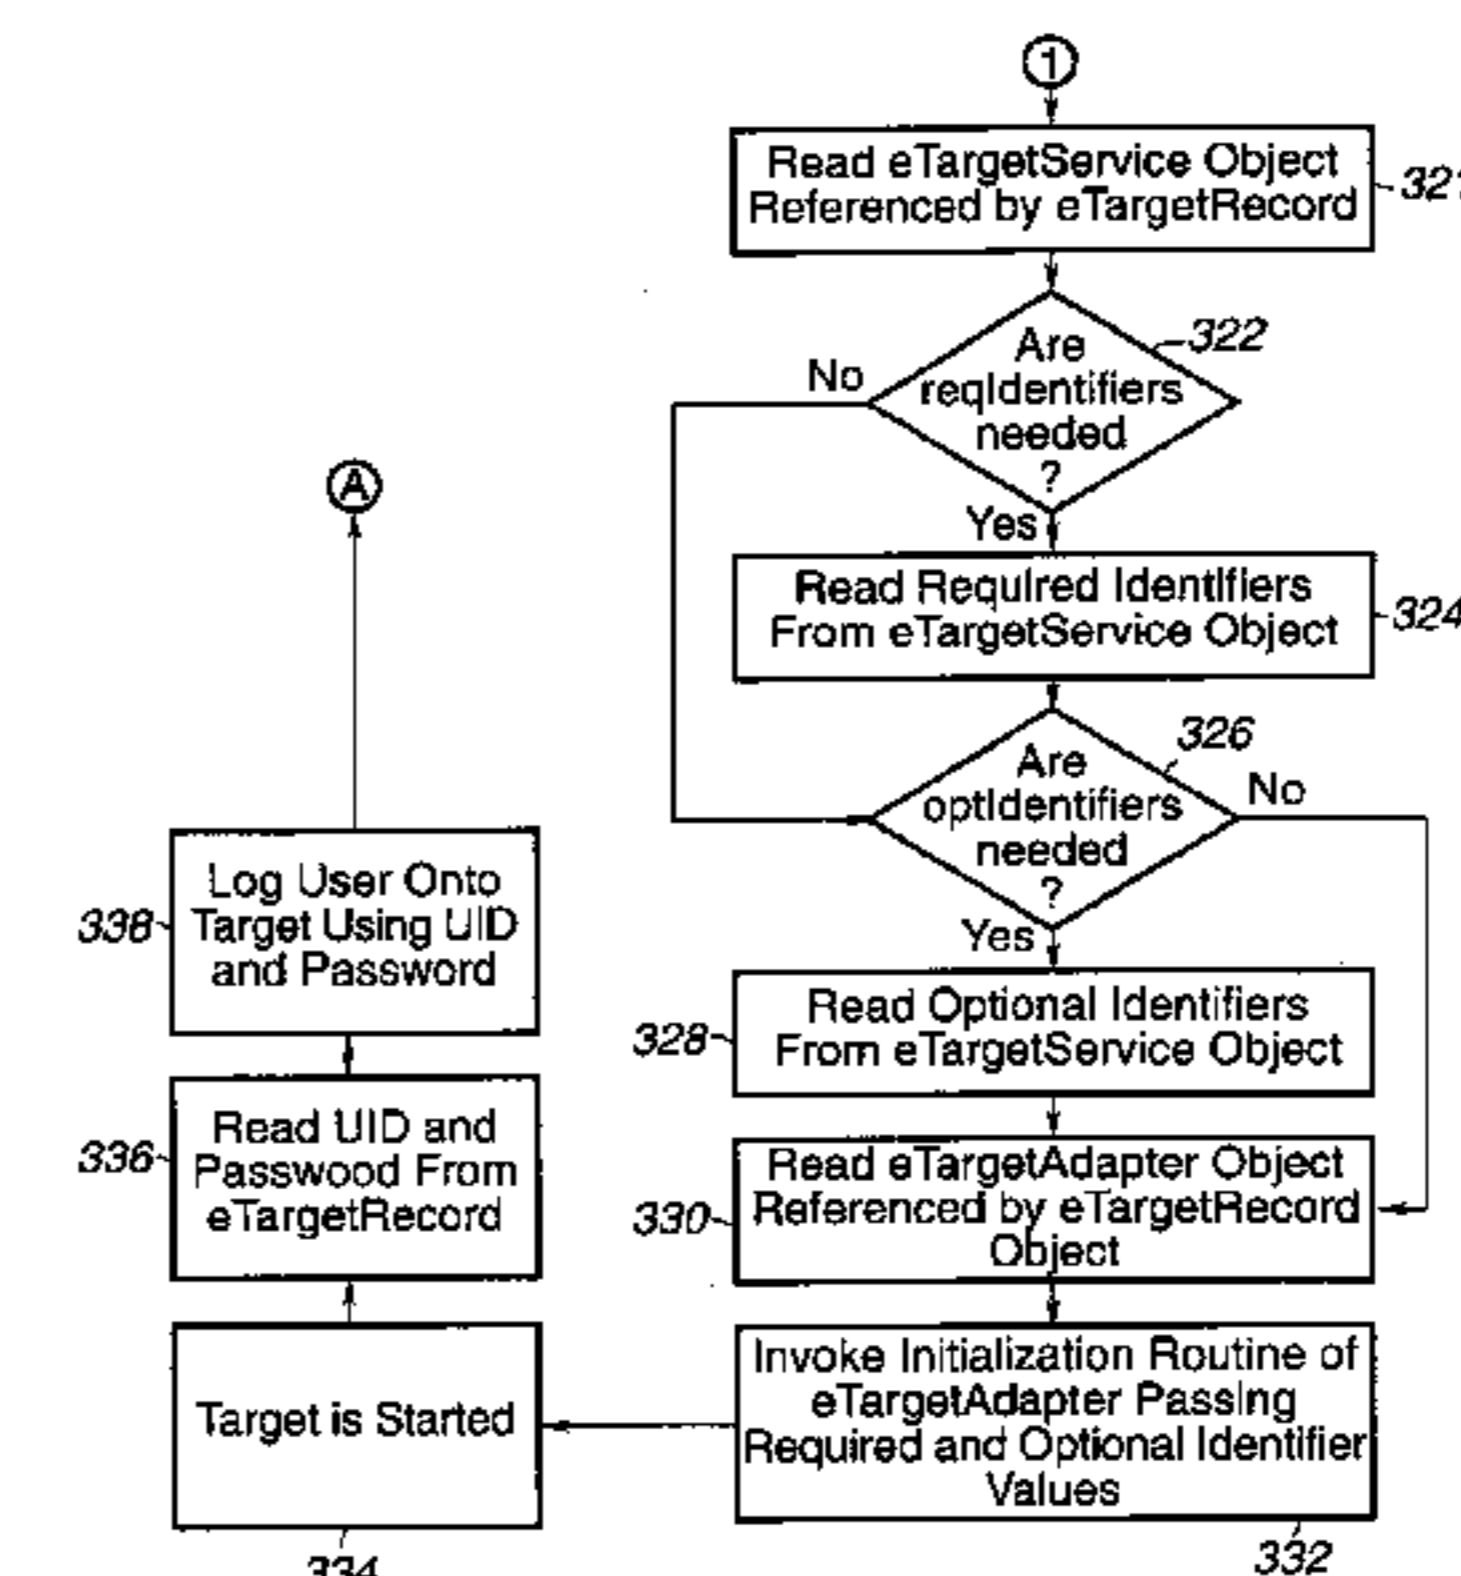 1
Read eTargetService Object
Referenced by eTargetRecord
322
Are
reqIdentifiers
needed
?
No
Yes
Read Required Identifiers
From eTargetService Object
324
Are
optIdentifiers
needed
?
326
No
Yes
Read Optional Identifiers
From eTargetService Object
328
Read eTargetAdapter Object
Referenced by eTargetRecord
Object
330
Invoke Initialization Routine of
eTargetAdapter Passing
Required and Optional Identifier
Values
332
Target is Started
334
Read UID and
Passwood From
eTargetRecord
336
Log User Onto
Target Using UID
and Password
338
A